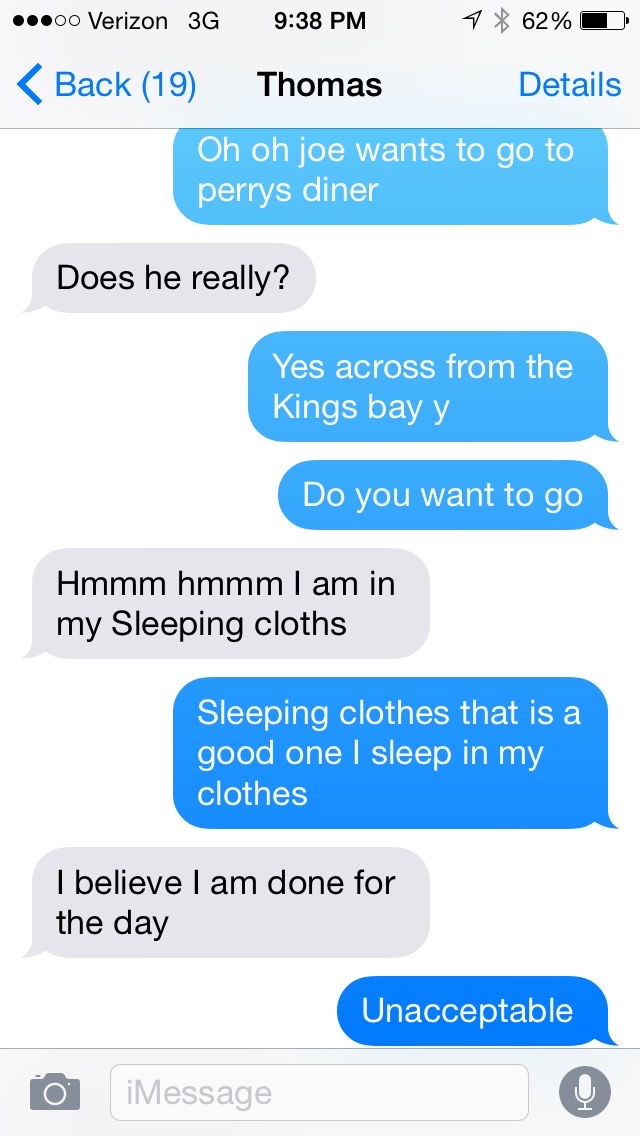 Verizon 3G 9:38 PM 62%
Back (19) Thomas Details
Oh oh joe wants to go to
perrys diner
Does he really?
Yes across from the
Kings bay y
Do you want to go
Hmmm hmmm I am in
my Sleeping cloths
Sleeping clothes that is a
good one I sleep in my
clothes
I believe I am done for
the day
Unacceptable
iMessage